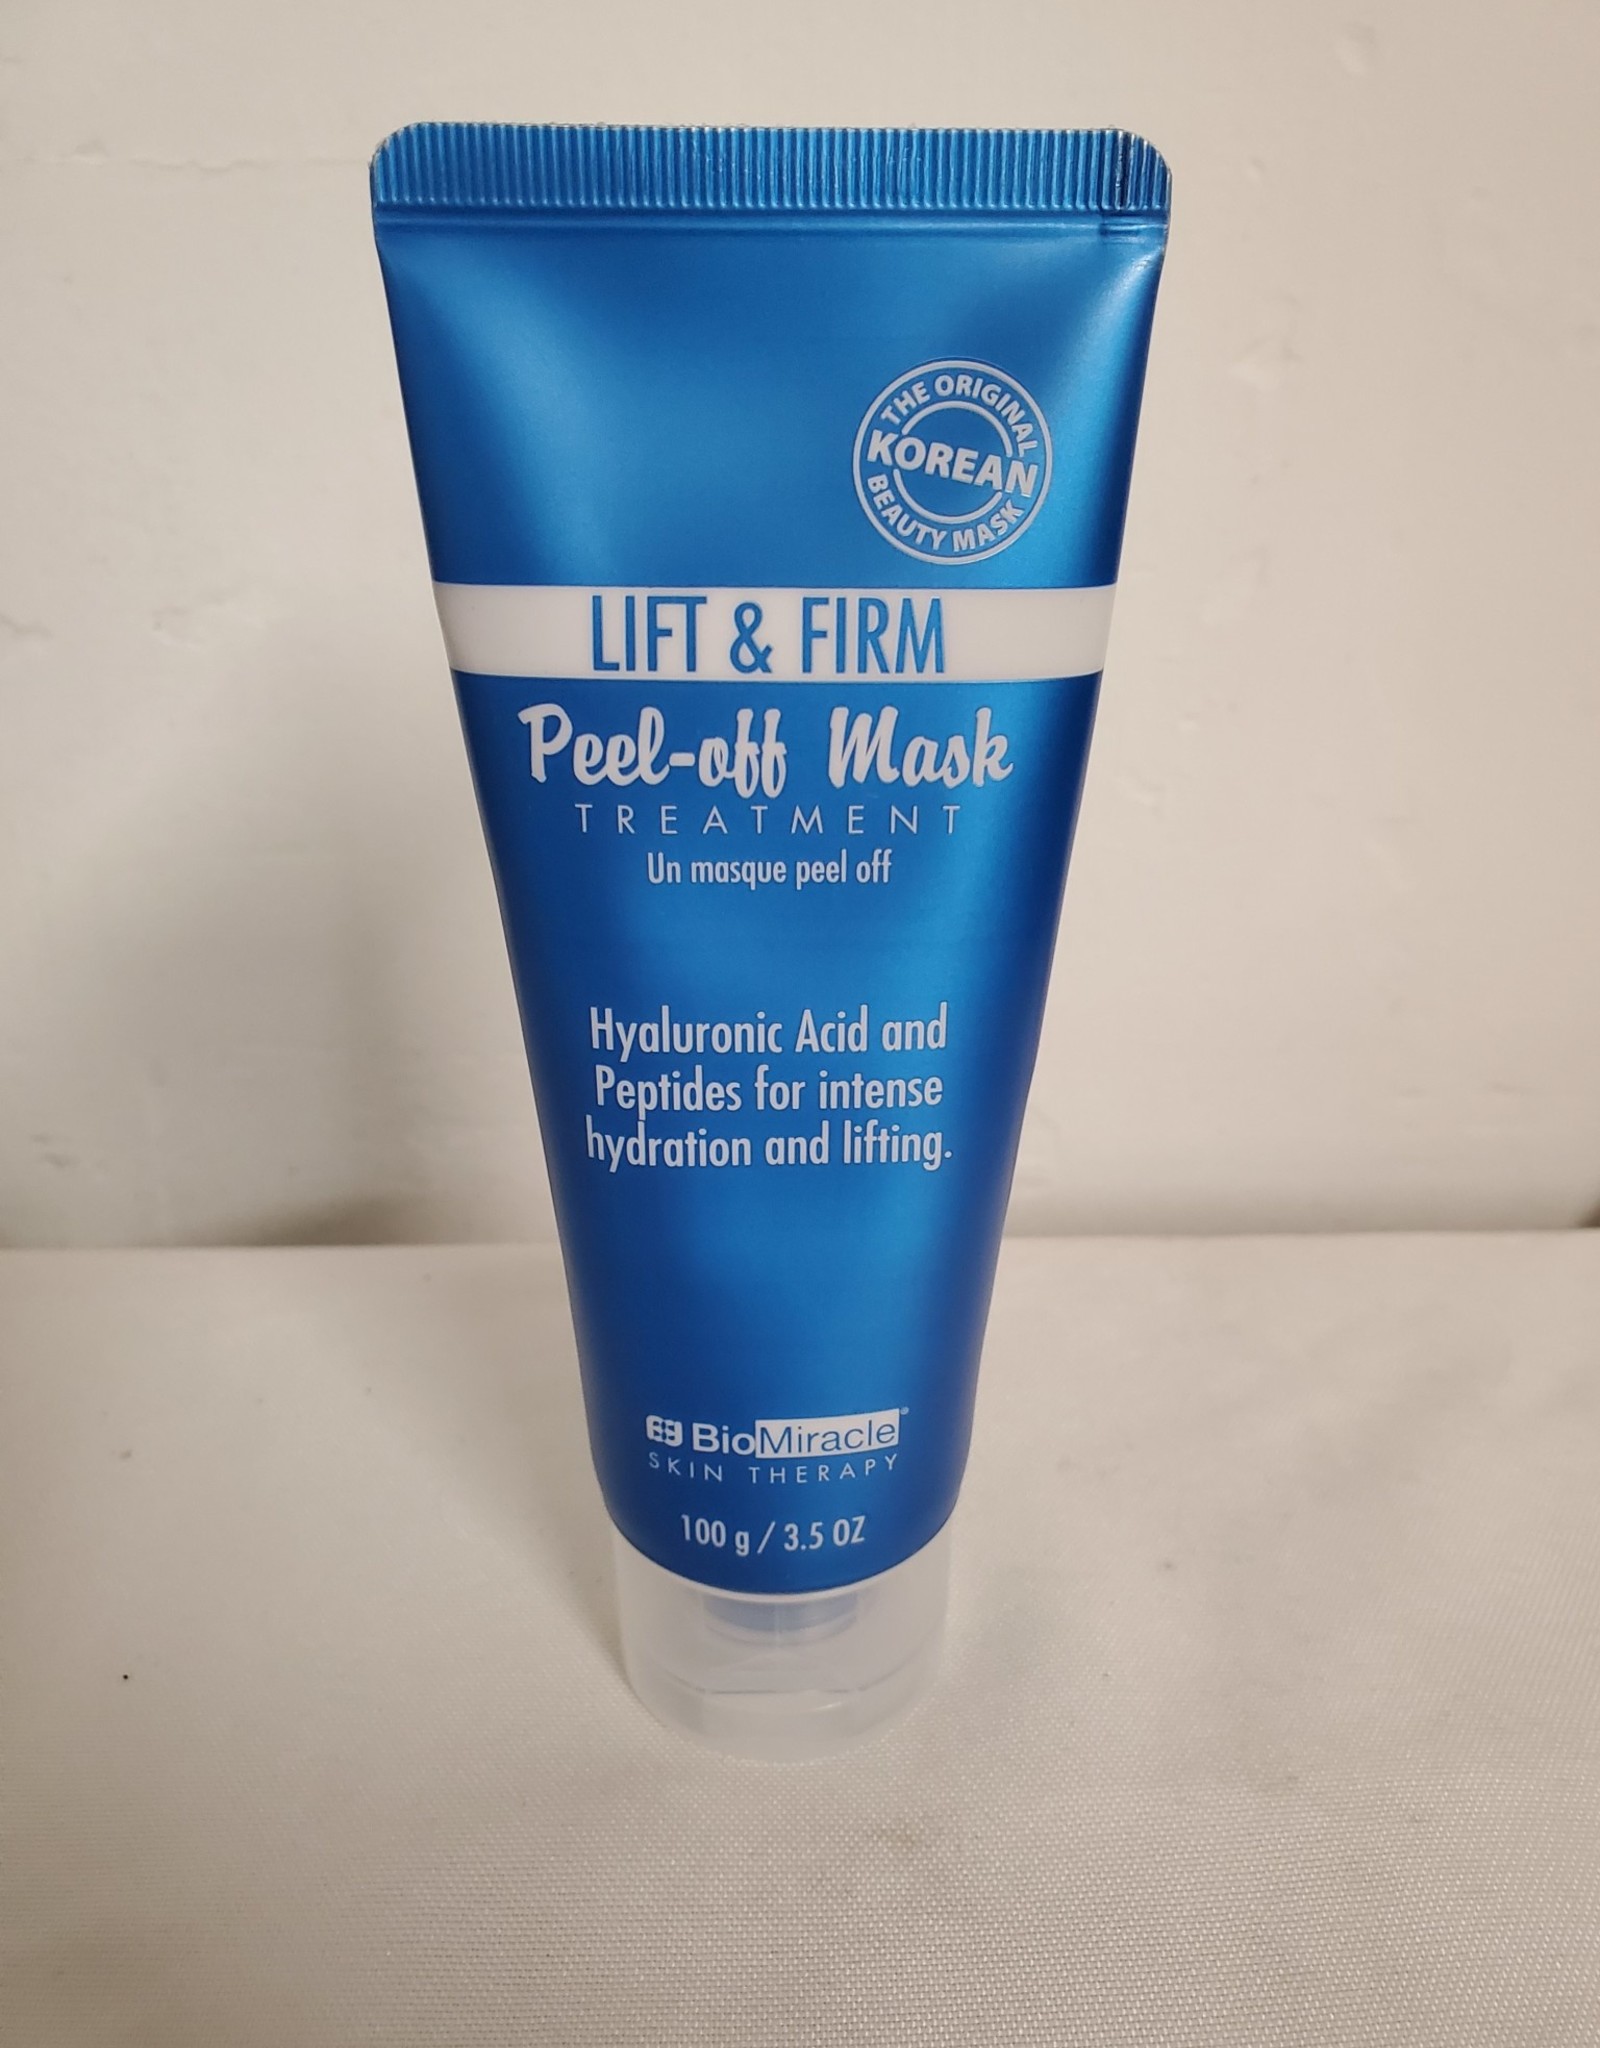 THE ORIGINAL
KOREAN
BEAUTY MASK
LIFT & FIRM
Peel-off Mask
TREATMENT
Un masque peel off
Hyaluronic Acid and
Peptides for intense
hydration and lifting.
BioMiracle®
SKIN THERAPY
100 g / 3.5 OZ